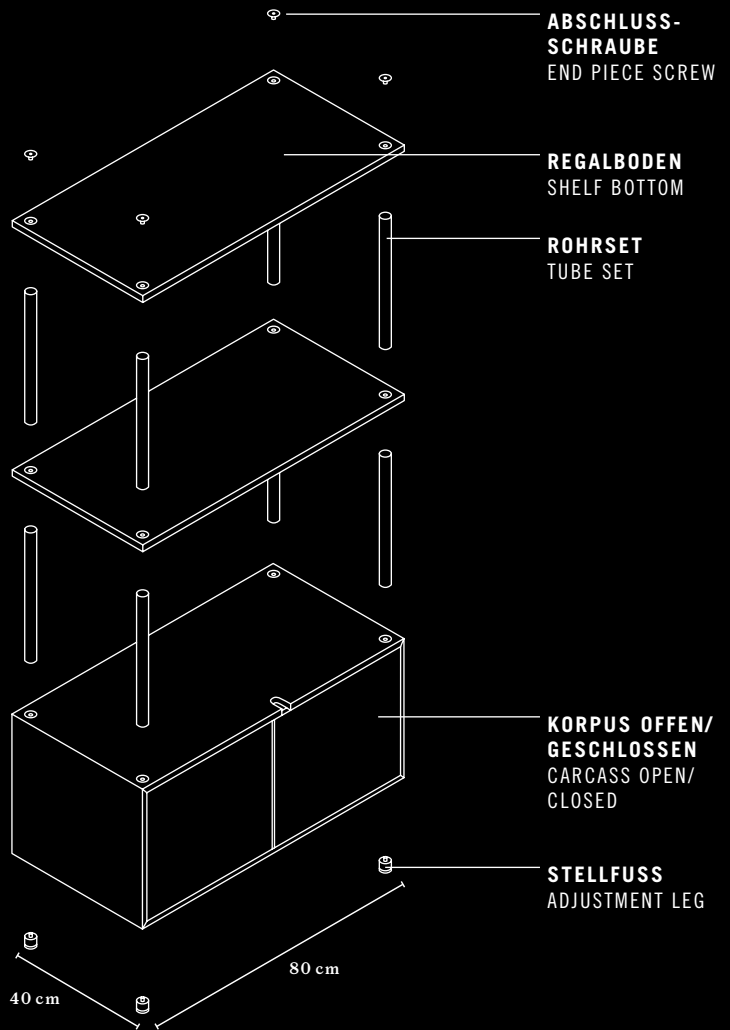 ABSCHLUSS-
SCHRAUBE
END PIECE SCREW
REGALBODEN
SHELF BOTTOM
ROHRSET
TUBE SET
KORPUS OFFEN/
GESCHLOSSEN
CARCASS OPEN/
CLOSED
STELLFUSS
ADJUSTMENT LEG
80 cm
40 cm